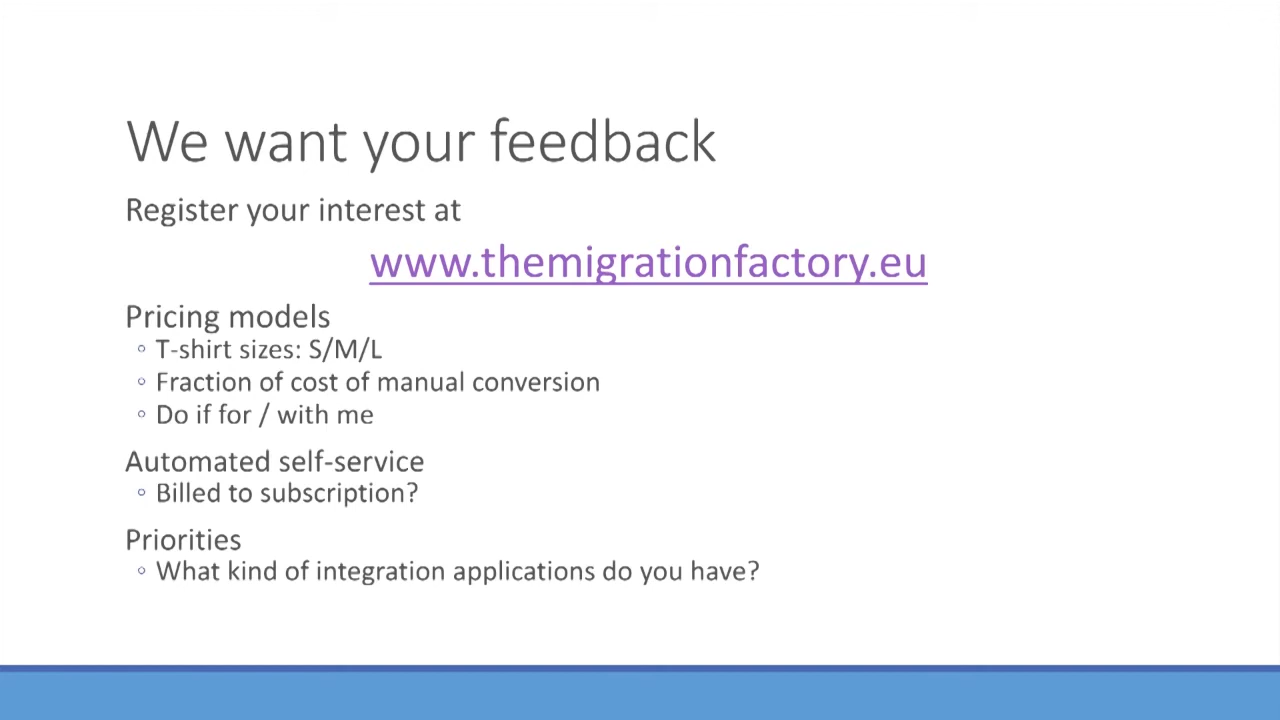 We want your feedback
Register your interest at
www.themigrationfactory.eu
Pricing models
◦ T-shirt sizes: S/M/L
◦ Fraction of cost of manual conversion
◦ Do if for / with me
Automated self-service
◦ Billed to subscription?
Priorities
◦ What kind of integration applications do you have?